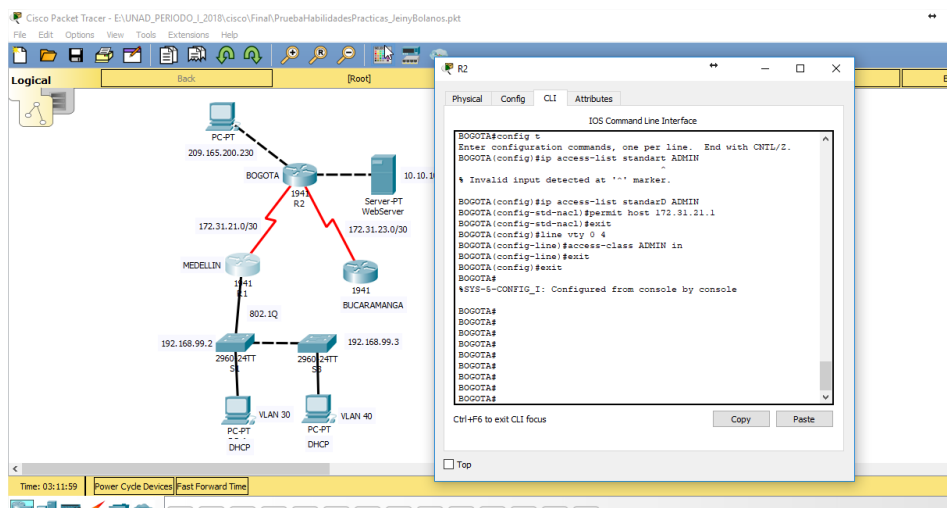 Cisco Packet Tracer - E:\UNAD_PERIODO_I_2018\cisco\Final\PruebaHabilidadesPracticas_JeinyBolanos.pkt
File Edit Options View Tools Extensions Help
Logical
Back
[Root]
PC-PT
209.165.200.230
BOGOTA
1941
R2
10.10.1
Server-PT
WebServer
172.31.21.0/30
172.31.23.0/30
MEDELLIN
1941
R1
1941
BUCARAMANGA
802.1Q
192.168.99.2
192.168.99.3
2960-24TT
S1
2960-24TT
S3
VLAN 30
VLAN 40
PC-PT
DHCP
PC-PT
DHCP
R2
Physical Config CLI Attributes
IOS Command Line Interface
BOGOTA#config t
Enter configuration commands, one per line. End with CNTL/Z.
BOGOTA(config)#ip access-list standart ADMIN
^
% Invalid input detected at '^' marker.
BOGOTA(config)#ip access-list standarD ADMIN
BOGOTA(config-std-nacl)#permit host 172.31.21.1
BOGOTA(config-std-nacl)#exit
BOGOTA(config)#line vty 0 4
BOGOTA(config-line)#access-class ADMIN in
BOGOTA(config-line)#exit
BOGOTA(config)#exit
BOGOTA#
%SYS-5-CONFIG_I: Configured from console by console
BOGOTA#
BOGOTA#
BOGOTA#
BOGOTA#
BOGOTA#
BOGOTA#
BOGOTA#
BOGOTA#
BOGOTA#
Ctrl+F6 to exit CLI focus
Copy
Paste
Top
Time: 03:11:59
Power Cycle Devices Fast Forward Time